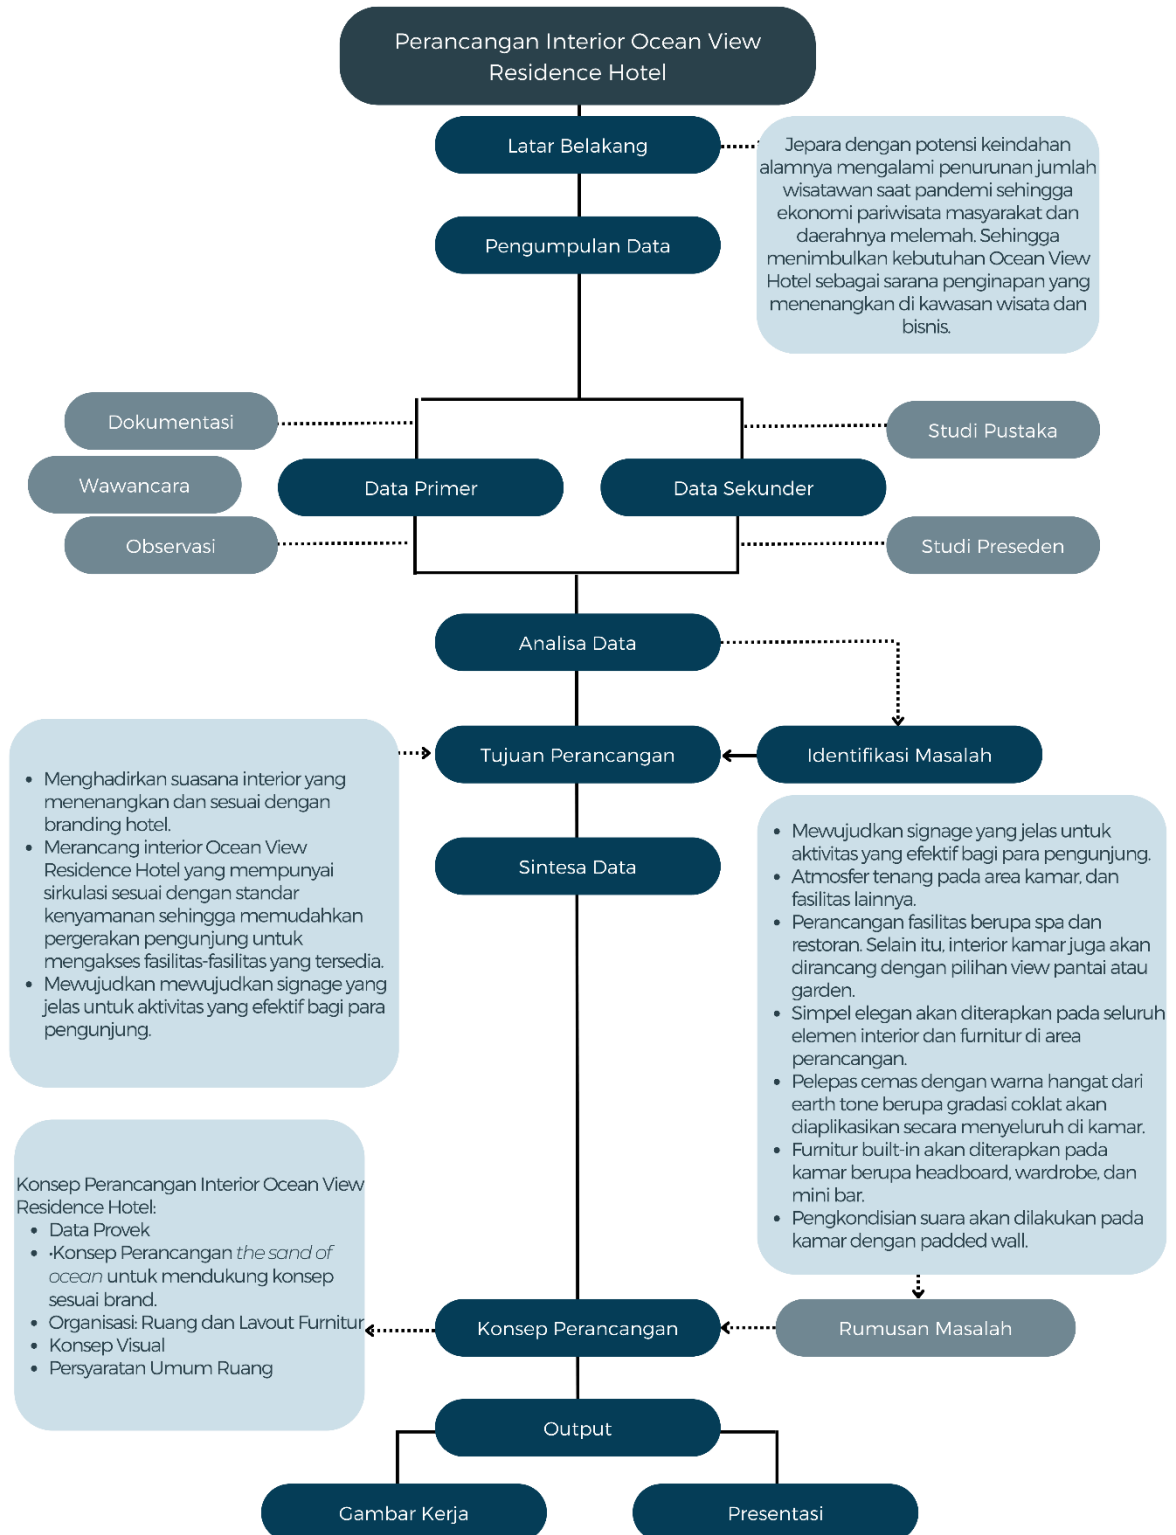 Perancangan Interior Ocean View
Residence Hotel
Latar Belakang
Jepara dengan potensi keindahan
alamnya mengalami penurunan jumlah
wisatawan saat pandemi sehingga
ekonomi pariwisata masyarakat dan
daerahnya melemah. Sehingga
menimbulkan kebutuhan Ocean View
Hotel sebagai sarana penginapan yang
menenangkan di kawasan wisata dan
bisnis.
Pengumpulan Data
Dokumentasi
Studi Pustaka
Wawancara
Data Primer
Data Sekunder
Observasi
Studi Preseden
Analisa Data
Tujuan Perancangan
Identifikasi Masalah
• Menghadirkan suasana interior yang
menenangkan dan sesuai dengan
branding hotel.
• Merancang interior Ocean View
Residence Hotel yang mempunyai
sirkulasi sesuai dengan standar
kenyamanan sehingga memudahkan
pergerakan pengunjung untuk
mengakses fasilitas-fasilitas yang tersedia.
• Mewujudkan mewujudkan signage yang
jelas untuk aktivitas yang efektif bagi para
pengunjung.
Sintesa Data
• Mewujudkan signage yang jelas untuk
aktivitas yang efektif bagi para pengunjung.
• Atmosfer tenang pada area kamar, dan
fasilitas lainnya.
• Perancangan fasilitas berupa spa dan
restoran. Selain itu, interior kamar juga akan
dirancang dengan pilihan view pantai atau
garden.
• Simpel elegan akan diterapkan pada seluruh
elemen interior dan furnitur di area
perancangan.
• Pelepas cemas dengan warna hangat dari
earth tone berupa gradasi coklat akan
diaplikasikan secara menyeluruh di kamar.
• Furnitur built-in akan diterapkan pada
kamar berupa headboard, wardrobe, dan
mini bar.
• Pengkondisian suara akan dilakukan pada
kamar dengan padded wall.
Konsep Perancangan Interior Ocean View
Residence Hotel:
• Data Provek
• •Konsep Perancangan the sand of
ocean untuk mendukung konsep
sesuai brand.
• Organisasi: Ruang dan Lavout Furnitur
• Konsep Visual
• Persyaratan Umum Ruang
Konsep Perancangan
Rumusan Masalah
Output
Gambar Kerja
Presentasi